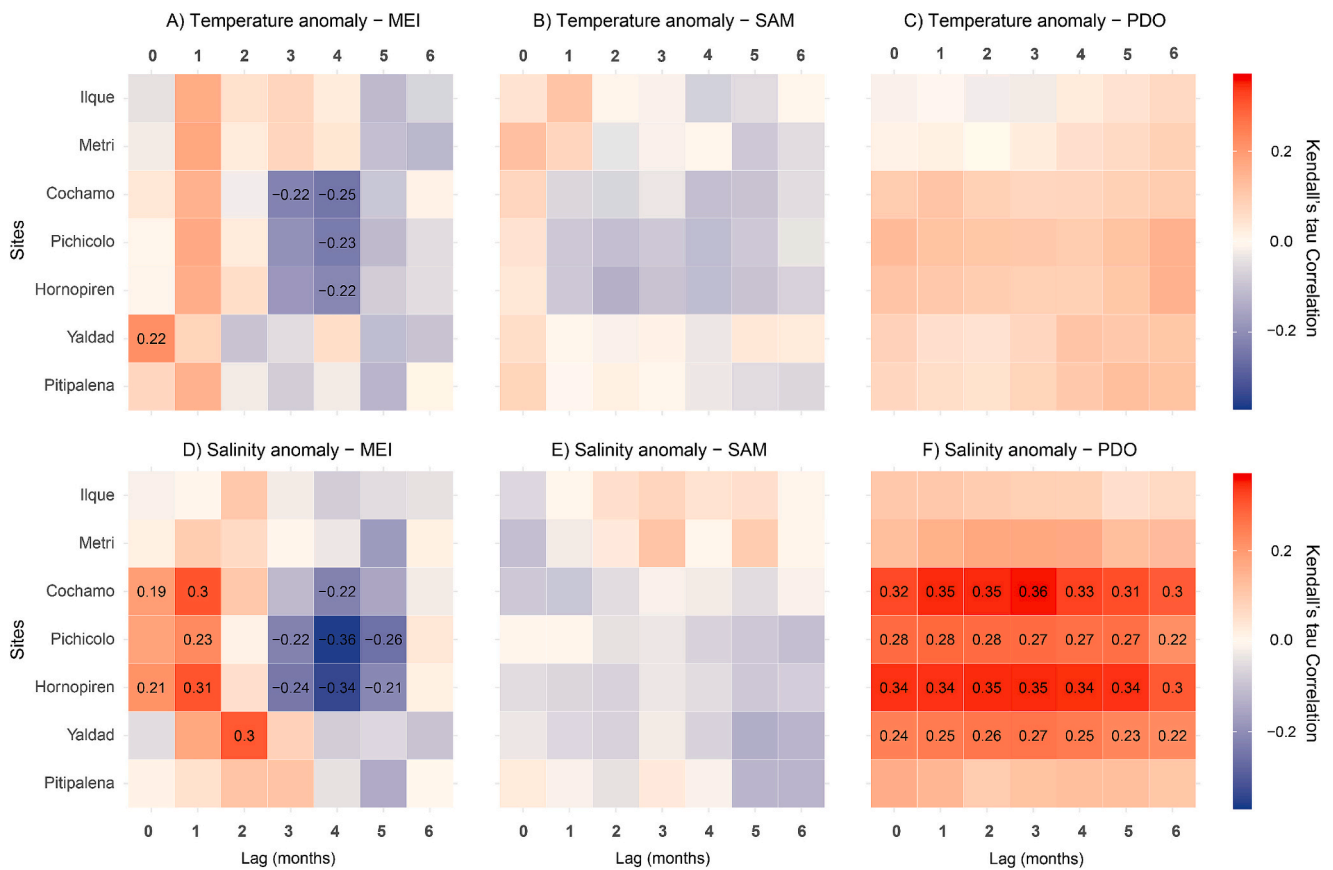 A) Temperature anomaly − MEI
B) Temperature anomaly − SAM
C) Temperature anomaly − PDO
0 1 2 3 4 5 6
0 1 2 3 4 5 6
0 1 2 3 4 5 6
Sites
Ilque
Metri
Cochamo −0.22 −0.25
Pichicolo −0.23
Hornopiren −0.22
Yaldad 0.22
Pitipalena
0.2
0.0
−0.2
Kendall's tau Correlation
D) Salinity anomaly − MEI
E) Salinity anomaly − SAM
F) Salinity anomaly − PDO
Sites
Ilque
Metri
Cochamo 0.19 0.3 −0.22 0.32 0.35 0.35 0.36 0.33 0.31 0.3
Pichicolo 0.23 −0.22 −0.36 −0.26 0.28 0.28 0.28 0.27 0.27 0.27 0.22
Hornopiren 0.21 0.31 −0.24 −0.34 −0.21 0.34 0.34 0.35 0.35 0.34 0.34 0.3
Yaldad 0.3 0.24 0.25 0.26 0.27 0.25 0.23 0.22
Pitipalena
0.2
0.0
−0.2
Kendall's tau Correlation
0 1 2 3 4 5 6
0 1 2 3 4 5 6
0 1 2 3 4 5 6
Lag (months)
Lag (months)
Lag (months)